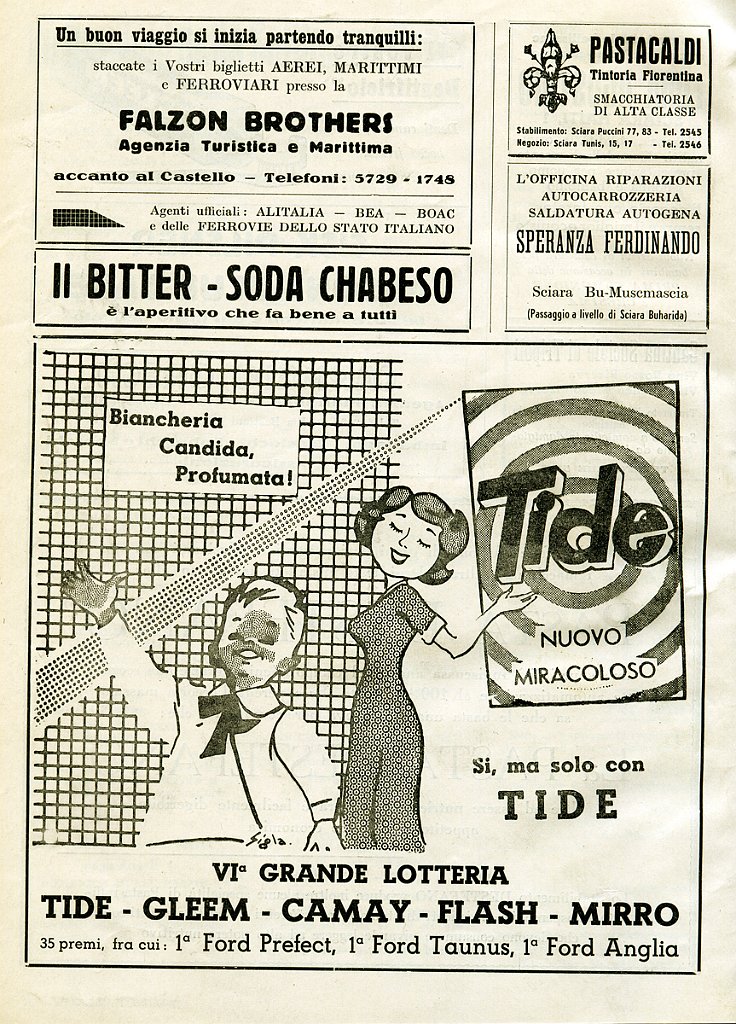 Un buon viaggio si inizia partendo tranquilli:
staccate i Vostri biglietti AEREI, MARITTIMI
e FERROVIARI presso la
FALZON BROTHERS
Agenzia Turistica e Marittima
accanto al Castello – Telefoni: 5729 - 1748
Agenti ufficiali: ALITALIA — BEA — BOAC
e delle FERROVIE DELLO STATO ITALIANO
Il BITTER - SODA CHABESO
è l'aperitivo che fa bene a tutti
PASTACALDI
Tintoria Fiorentina
SMACCHIATORIA
DI ALTA CLASSE
Stabilimento: Sciara Puccini 77, 83 - Tel. 2545
Negozio: Sciara Tunis, 15, 17 - Tel. 2546
L'OFFICINA RIPARAZIONI
AUTOCARROZZERIA
SALDATURA AUTOGENA
SPERANZA FERDINANDO
Sciara Bu-Musemascia
(Passaggio a livello di Sciara Buharida)
Biancheria
Candida,
Profumata!
Tide
NUOVO
MIRACOLOSO
Si, ma solo con
TIDE
VIª GRANDE LOTTERIA
TIDE - GLEEM - CAMAY - FLASH - MIRRO
35 premi, fra cui: 1ª Ford Prefect, 1ª Ford Taunus, 1ª Ford Anglia